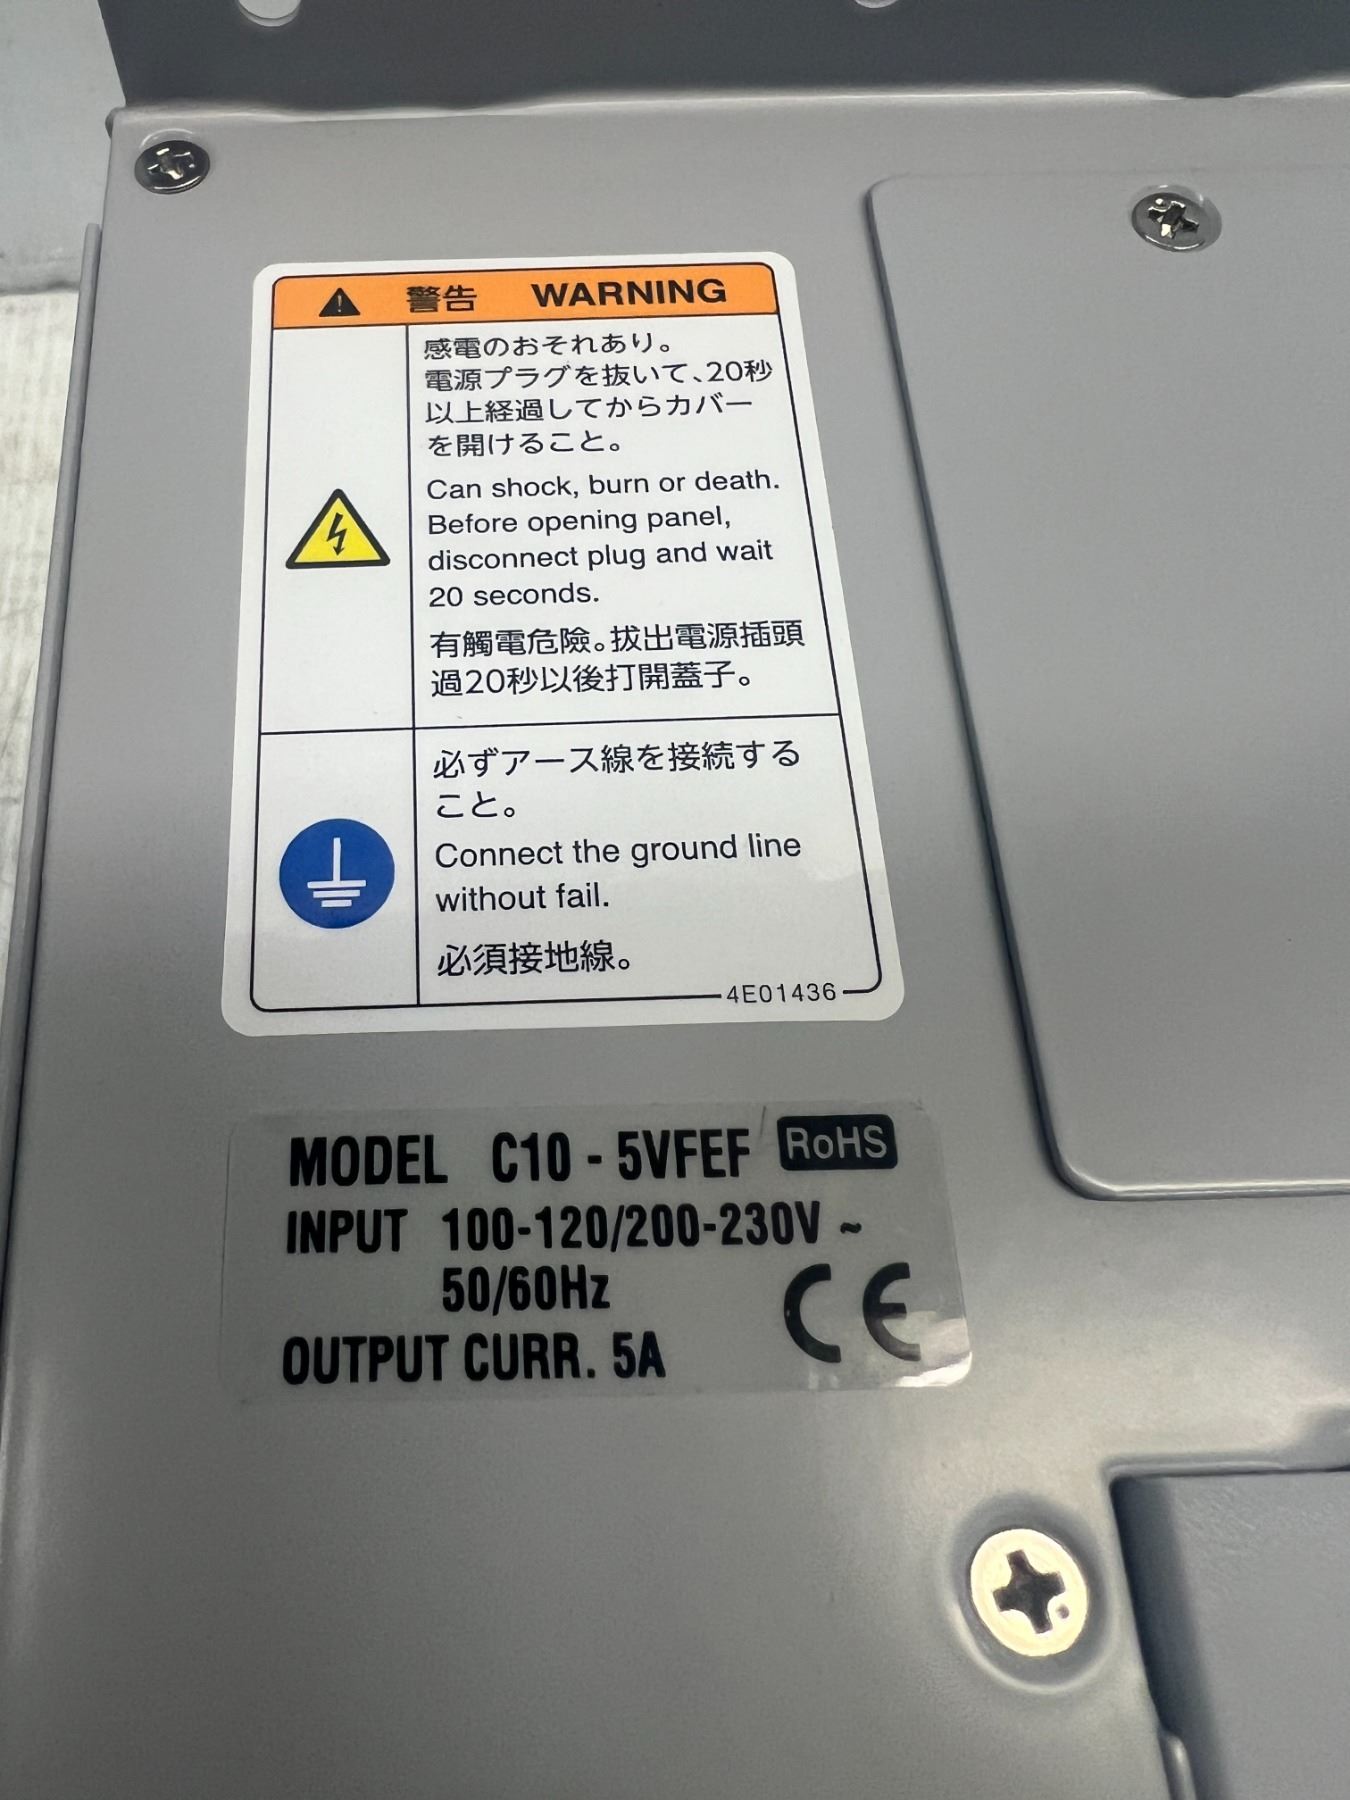 警告 WARNING
感電のおそれあり。
電源プラグを抜いて、20秒
以上経過してからカバー
を開けること。
Can shock, burn or death.
Before opening panel,
disconnect plug and wait
20 seconds.
有觸電危險。拔出電源插頭
過20秒以後打開蓋子。
必ずアース線を接続する
こと。
Connect the ground line
without fail.
必須接地線。
4E01436
MODEL C10 - 5VFEF RoHS
INPUT 100-120/200-230V ~
50/60Hz
CE
OUTPUT CURR. 5A